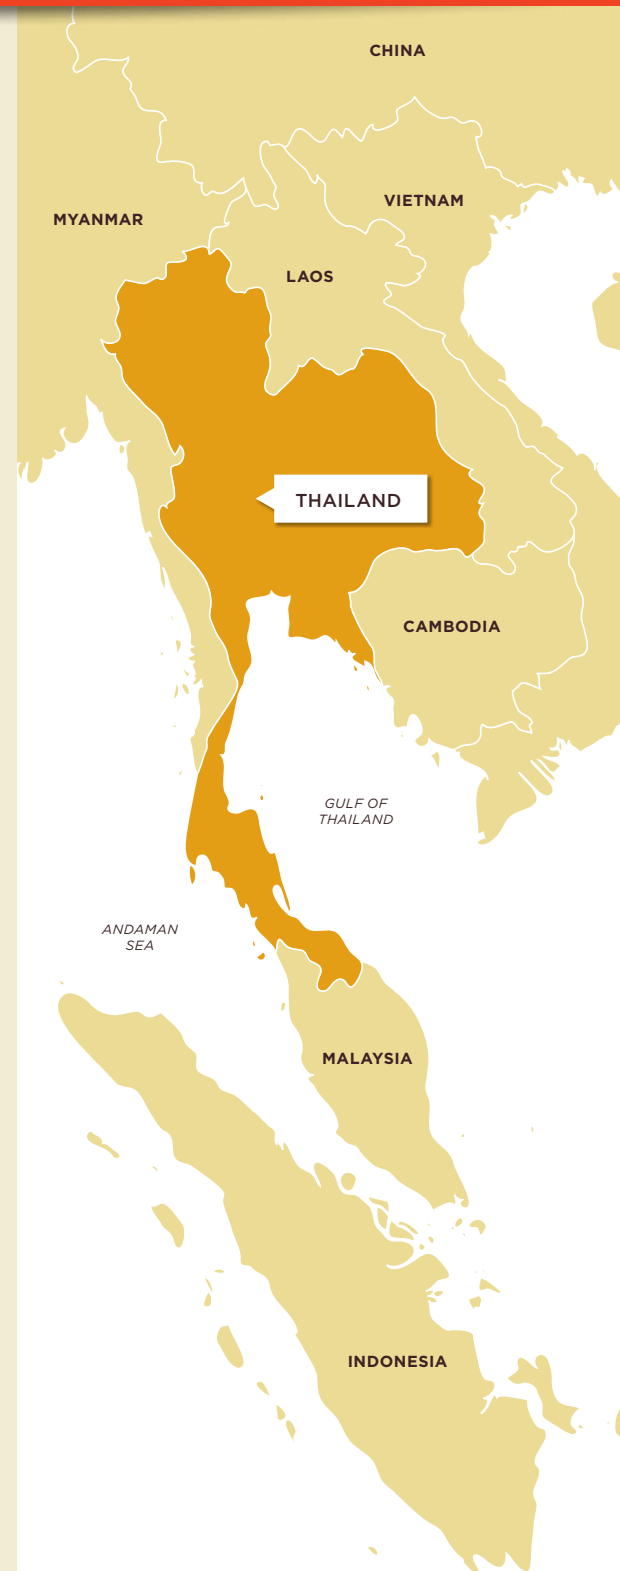 CHINA
VIETNAM
MYANMAR
LAOS
THAILAND
CAMBODIA
GULF OF
THAILAND
ANDAMAN
SEA
MALAYSIA
INDONESIA